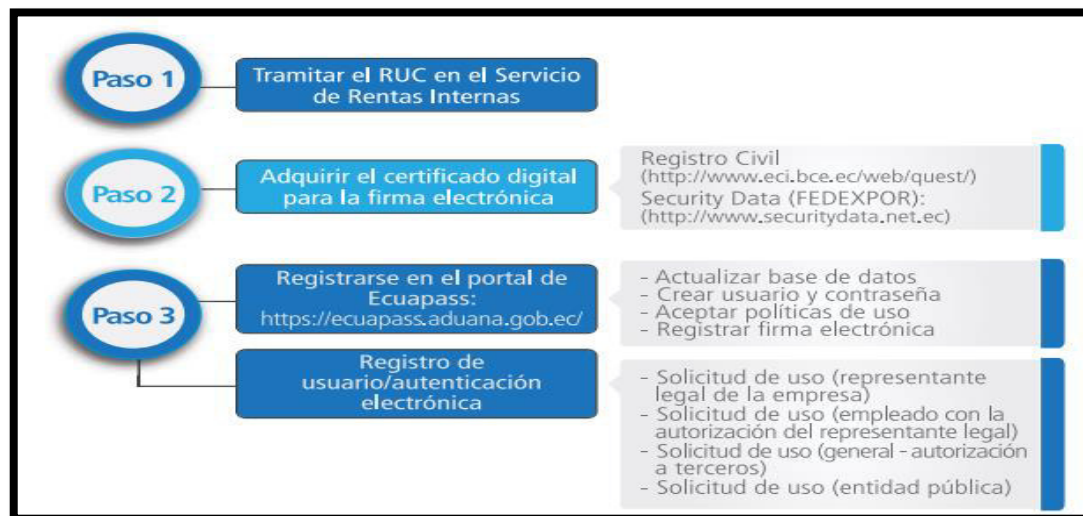 Paso 1
Tramitar el RUC en el Servicio
de Rentas Internas
Paso 2
Adquirir el certificado digital
para la firma electrónica
Registro Civil
(http://www.eci.bce.ec/web/quest/)
Security Data (FEDEXPOR):
(http://www.securitydata.net.ec)
Paso 3
Registrarse en el portal de
Ecuapass:
https://ecuapass.aduana.gob.ec/
- Actualizar base de datos
- Crear usuario y contraseña
- Aceptar políticas de uso
- Registrar firma electrónica
Registro de
usuario/autenticación
electrónica
- Solicitud de uso (representante
legal de la empresa)
- Solicitud de uso (empleado con la
autorización del representante legal)
- Solicitud de uso (general - autorización
a terceros)
- Solicitud de uso (entidad pública)